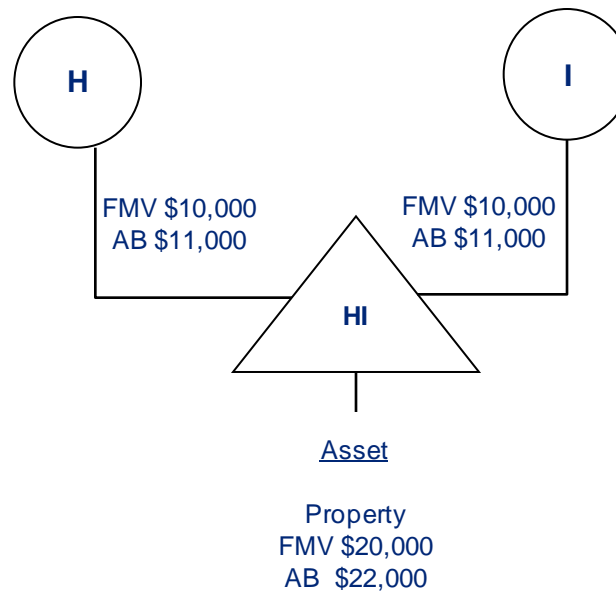 H
I
FMV $10,000
AB $11,000
FMV $10,000
AB $11,000
HI
Asset
Property
FMV $20,000
AB $22,000